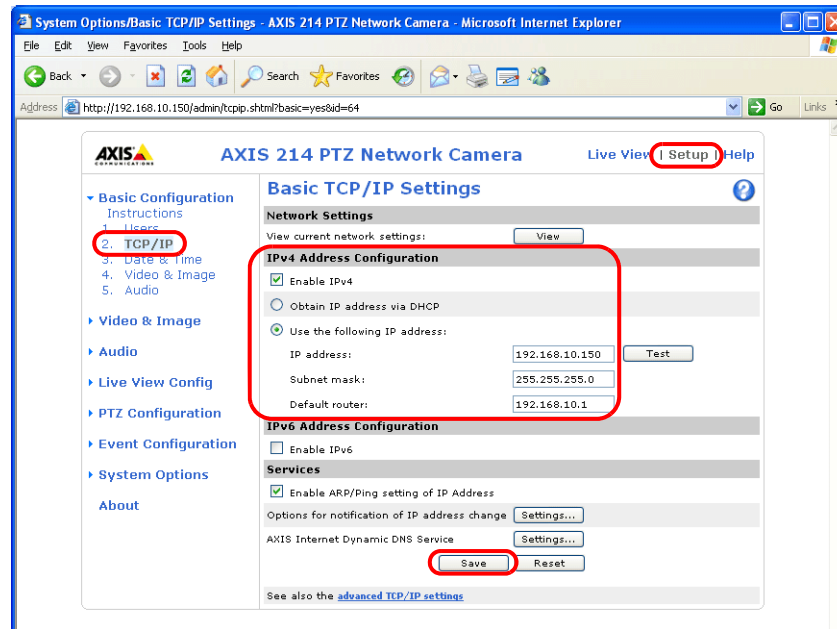 System Options/Basic TCP/IP Settings - AXIS 214 PTZ Network Camera - Microsoft Internet Explorer
File Edit View Favorites Tools Help
Back Search Favorites
Address http://192.168.10.150/admin/tcpip.shtml?basic=yes&id=64 Go Links
AXIS COMMUNICATIONS
AXIS 214 PTZ Network Camera
Live View | Setup | Help
Basic Configuration
Instructions
1. Users
2. TCP/IP
3. Date & Time
4. Video & Image
5. Audio
Video & Image
Audio
Live View Config
PTZ Configuration
Event Configuration
System Options
About
Basic TCP/IP Settings
Network Settings
View current network settings: View
IPv4 Address Configuration
Enable IPv4
Obtain IP address via DHCP
Use the following IP address:
IP address: 192.168.10.150 Test
Subnet mask: 255.255.255.0
Default router: 192.168.10.1
IPv6 Address Configuration
Enable IPv6
Services
Enable ARP/Ping setting of IP Address
Options for notification of IP address change Settings...
AXIS Internet Dynamic DNS Service Settings...
Save Reset
See also the advanced TCP/IP settings